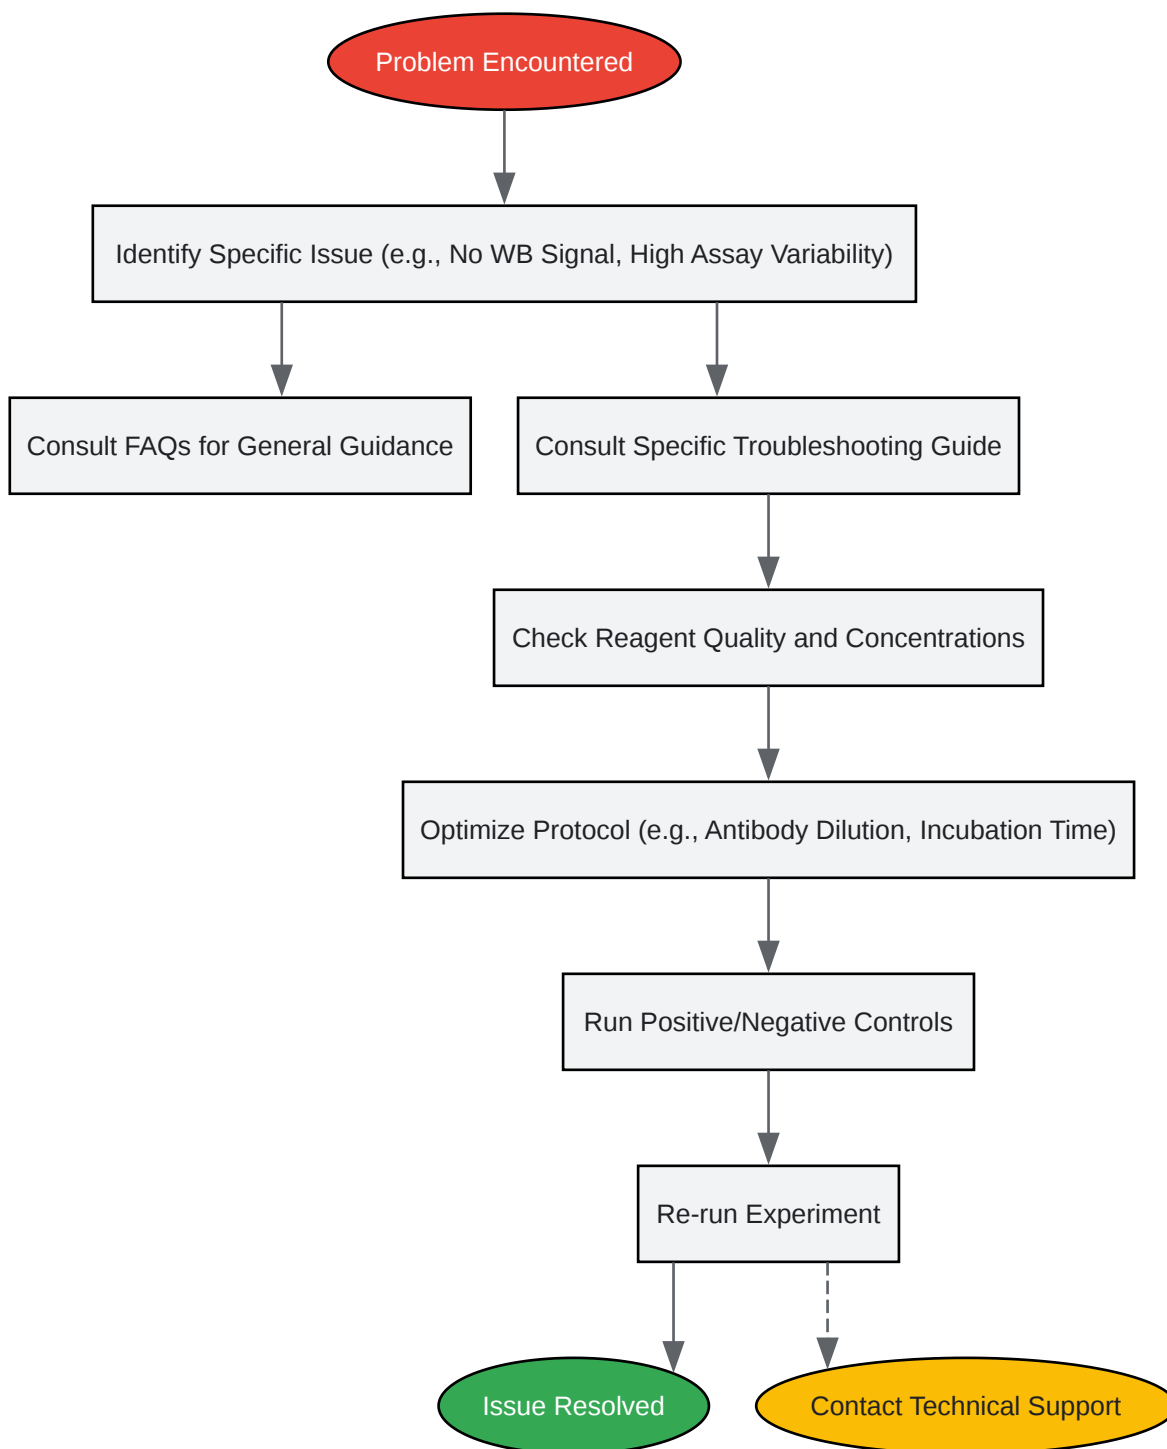 Problem Encountered
Identify Specific Issue (e.g., No WB Signal, High Assay Variability)
Consult FAQs for General Guidance
Consult Specific Troubleshooting Guide
Check Reagent Quality and Concentrations
Optimize Protocol (e.g., Antibody Dilution, Incubation Time)
Run Positive/Negative Controls
Re-run Experiment
Issue Resolved
Contact Technical Support